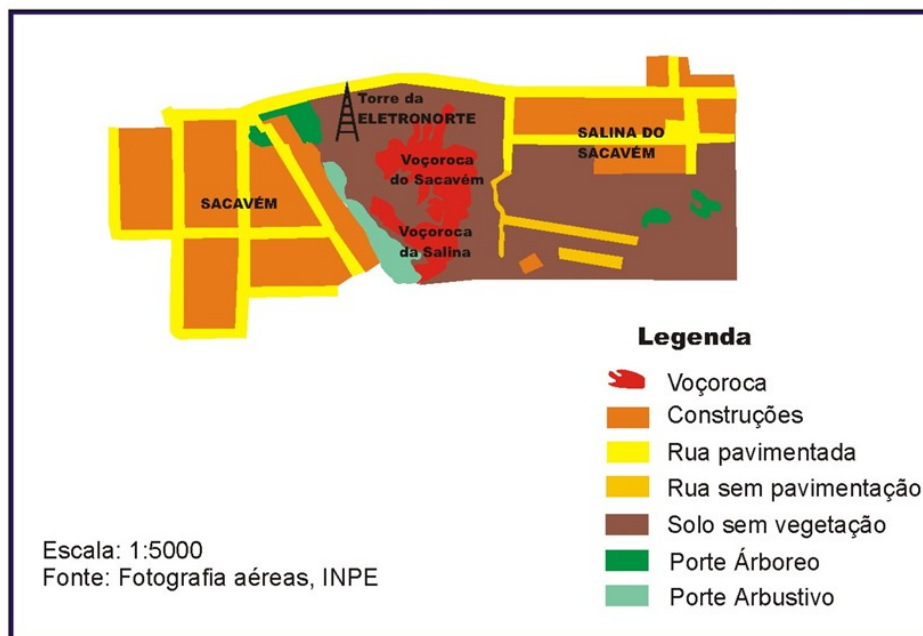 Torre da
ELETRONORTE
Voçoroca
do Sacavém
SALINA DO
SACAVÉM
SACAVÉM
Voçoroca
da Salina
Legenda
Voçoroca
Construções
Rua pavimentada
Rua sem pavimentação
Solo sem vegetação
Porte Árboreo
Porte Arbustivo
Escala: 1:5000
Fonte: Fotografia aéreas, INPE